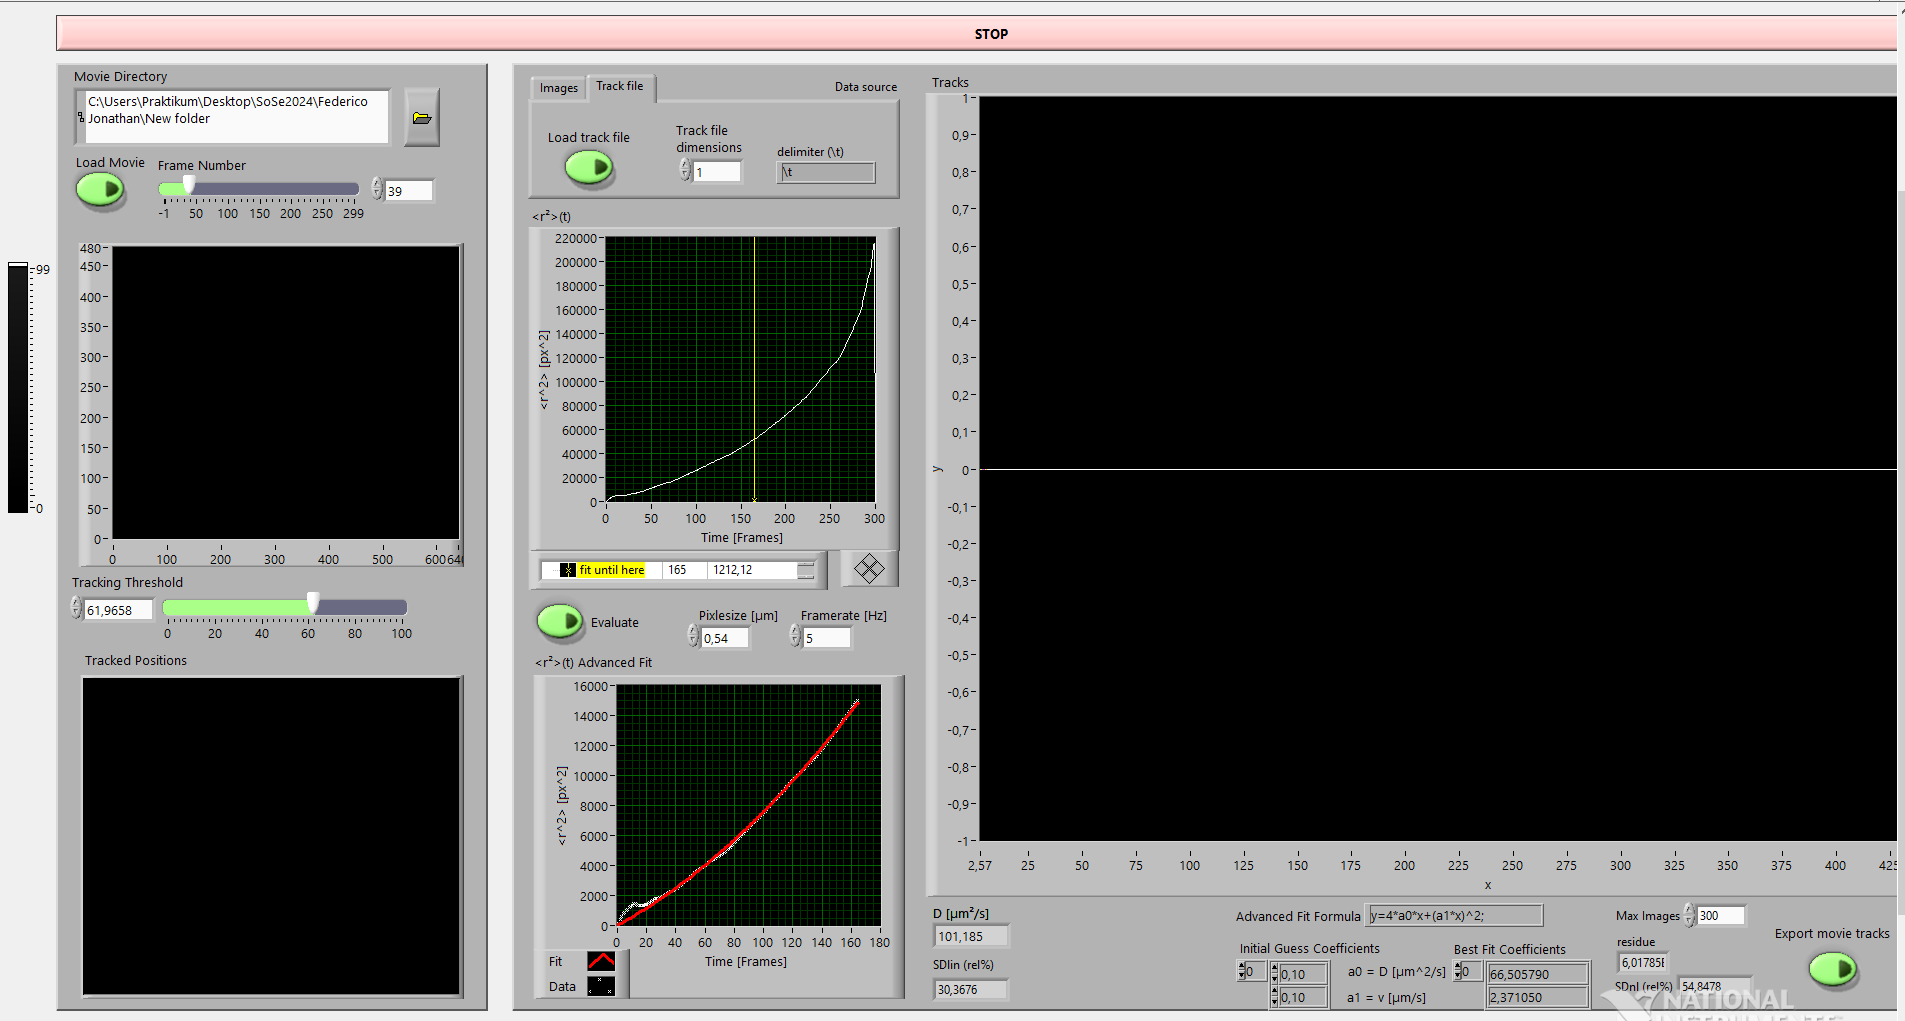 STOP
Movie Directory
C:\Users\Praktikum\Desktop\SoSe2024\Federico
Jonathan\New folder
Load Movie
Frame Number
39
-1 50 100 150 200 250 299
99
0
480
450
400
350
300
250
200
150
100
50
0
0 100 200 300 400 500 600
Tracking Threshold
61,9658
0 20 40 60 80 100
Tracked Positions
Images
Track file
Data source
Load track file
Track file
dimensions
1
delimiter (\t)
\t
<r²>(t)
220000
200000
180000
160000
140000
120000
100000
80000
60000
40000
20000
0
<r^2> [px^2]
0 50 100 150 200 250 300
Time [Frames]
fit until here 165 1212,12
Evaluate
Pixlesize [µm]
0,54
Framerate [Hz]
5
<r²>(t) Advanced Fit
16000
14000
12000
10000
8000
6000
4000
2000
0
<r^2> [px^2]
0 20 40 60 80 100 120 140 160 180
Time [Frames]
Fit
Data
Tracks
1
0,9
0,8
0,7
0,6
0,5
0,4
0,3
0,2
0,1
0
-0,1
-0,2
-0,3
-0,4
-0,5
-0,6
-0,7
-0,8
-0,9
-1
y
2,57 25 50 75 100 125 150 175 200 225 250 275 300 325 350 375 400 425
x
D [µm²/s]
101,185
SDlin (rel%)
30,3676
Advanced Fit Formula
y=4*a0*x+(a1*x)^2;
Initial Guess Coefficients
0
0,10
0,10
a0 = D [µm^2/s]
a1 = v [µm/s]
Best Fit Coefficients
0
66,505790
2,371050
Max Images
300
residue
6,01785
SDnl (rel%)
54,8478
Export movie tracks
NATIONAL
INSTRUMENTS